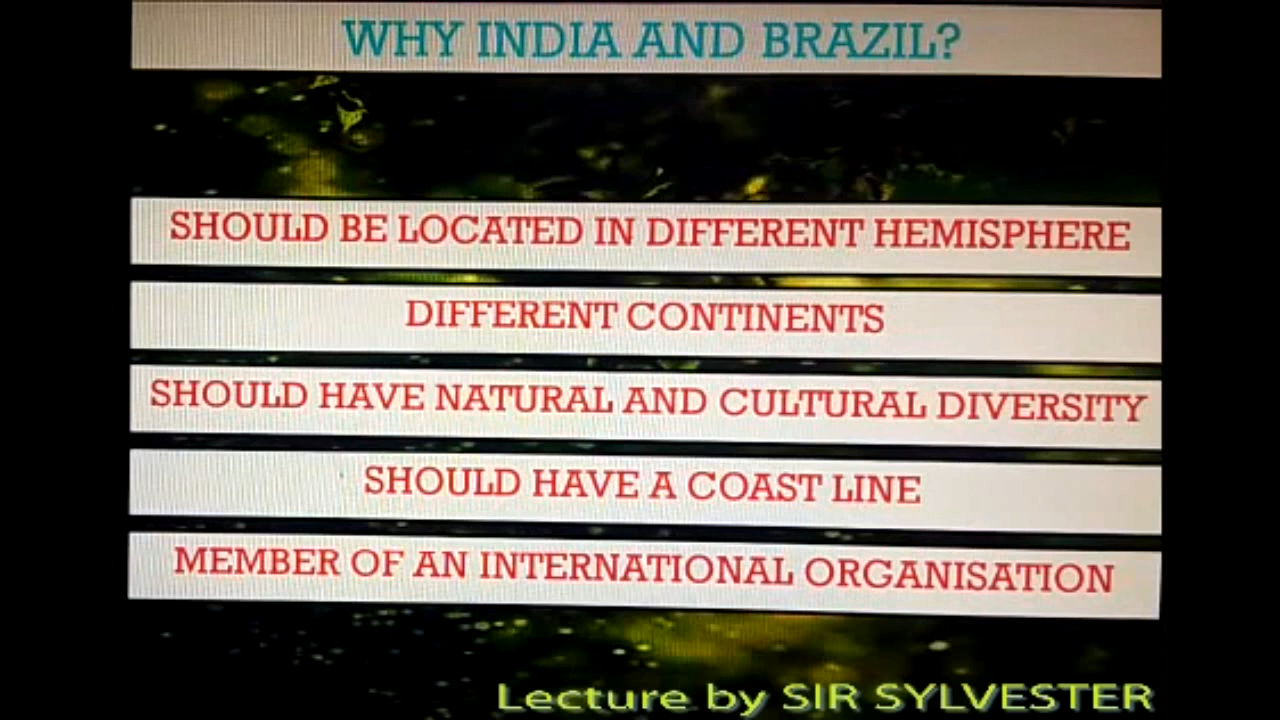 WHY INDIA AND BRAZIL?
SHOULD BE LOCATED IN DIFFERENT HEMISPHERE
DIFFERENT CONTINENTS
SHOULD HAVE NATURAL AND CULTURAL DIVERSITY
SHOULD HAVE A COAST LINE
MEMBER OF AN INTERNATIONAL ORGANISATION
Lecture by SIR SYLVESTER